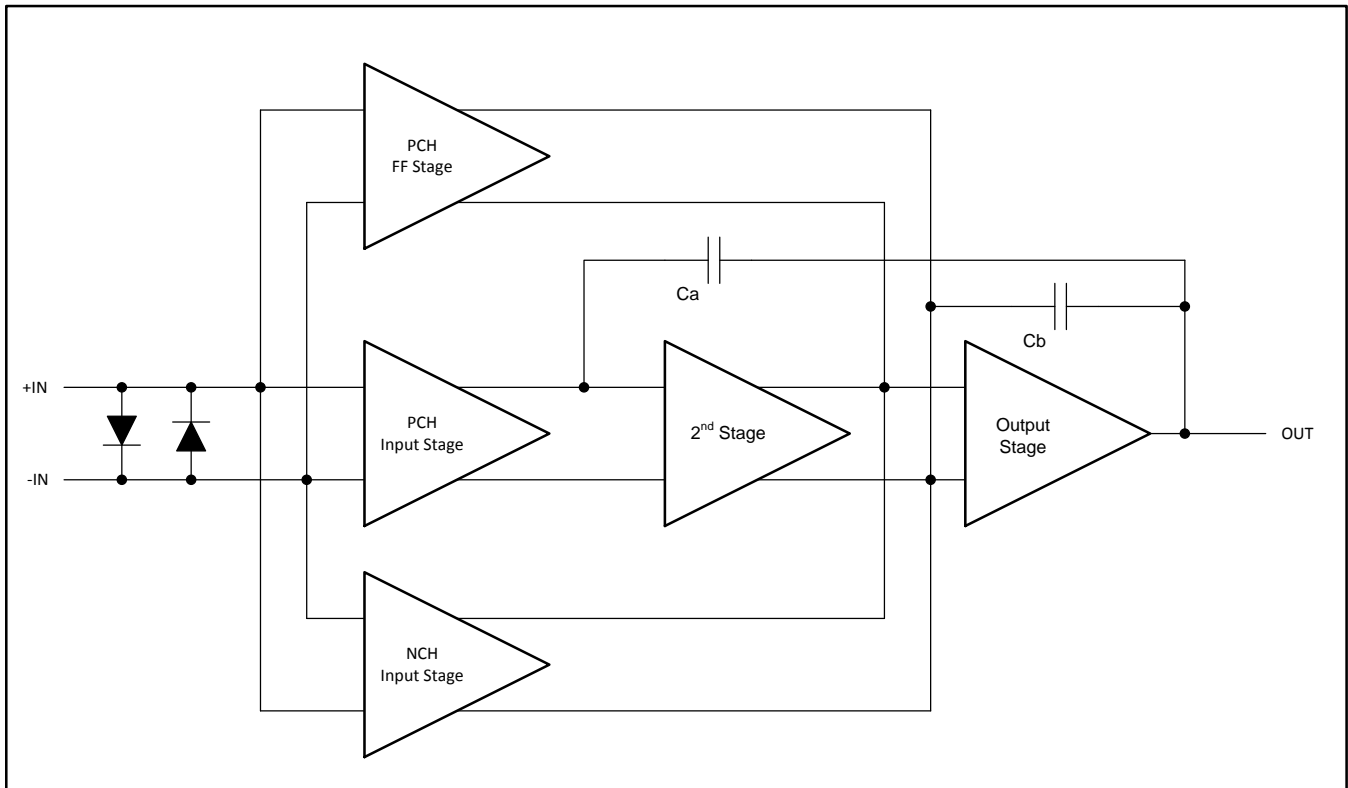 PCH
FF Stage
Ca
Cb
+IN
-IN
PCH
Input Stage
2nd Stage
Output
Stage
OUT
NCH
Input Stage